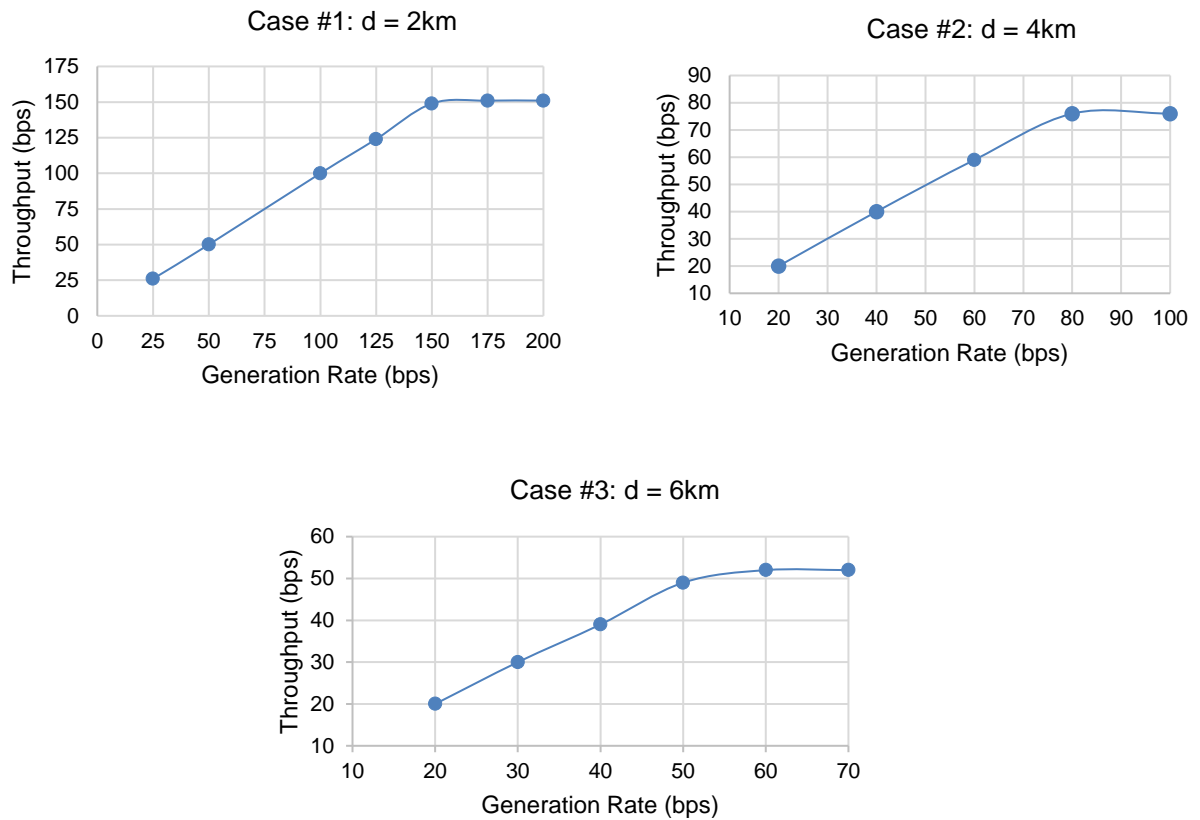 Case #1: d = 2km
Throughput (bps)
175
150
125
100
75
50
25
0
0 25 50 75 100 125 150 175 200
Generation Rate (bps)
Case #2: d = 4km
Throughput (bps)
90
80
70
60
50
40
30
20
10
10 20 30 40 50 60 70 80 90 100
Generation Rate (bps)
Case #3: d = 6km
Throughput (bps)
60
50
40
30
20
10
10 20 30 40 50 60 70
Generation Rate (bps)